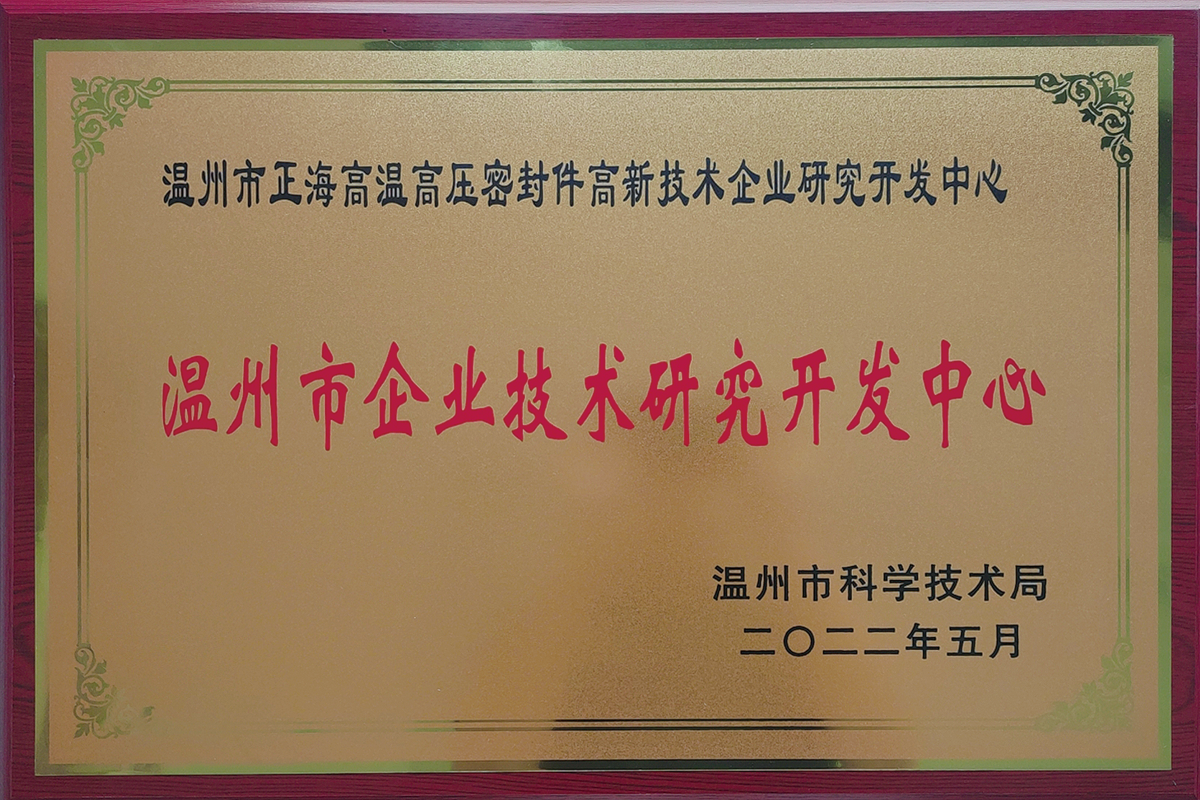 温州市正海高温高压密封件高新技术企业研究开发中心
温州市企业技术研究开发中心
温州市科学技术局
二〇二二年五月